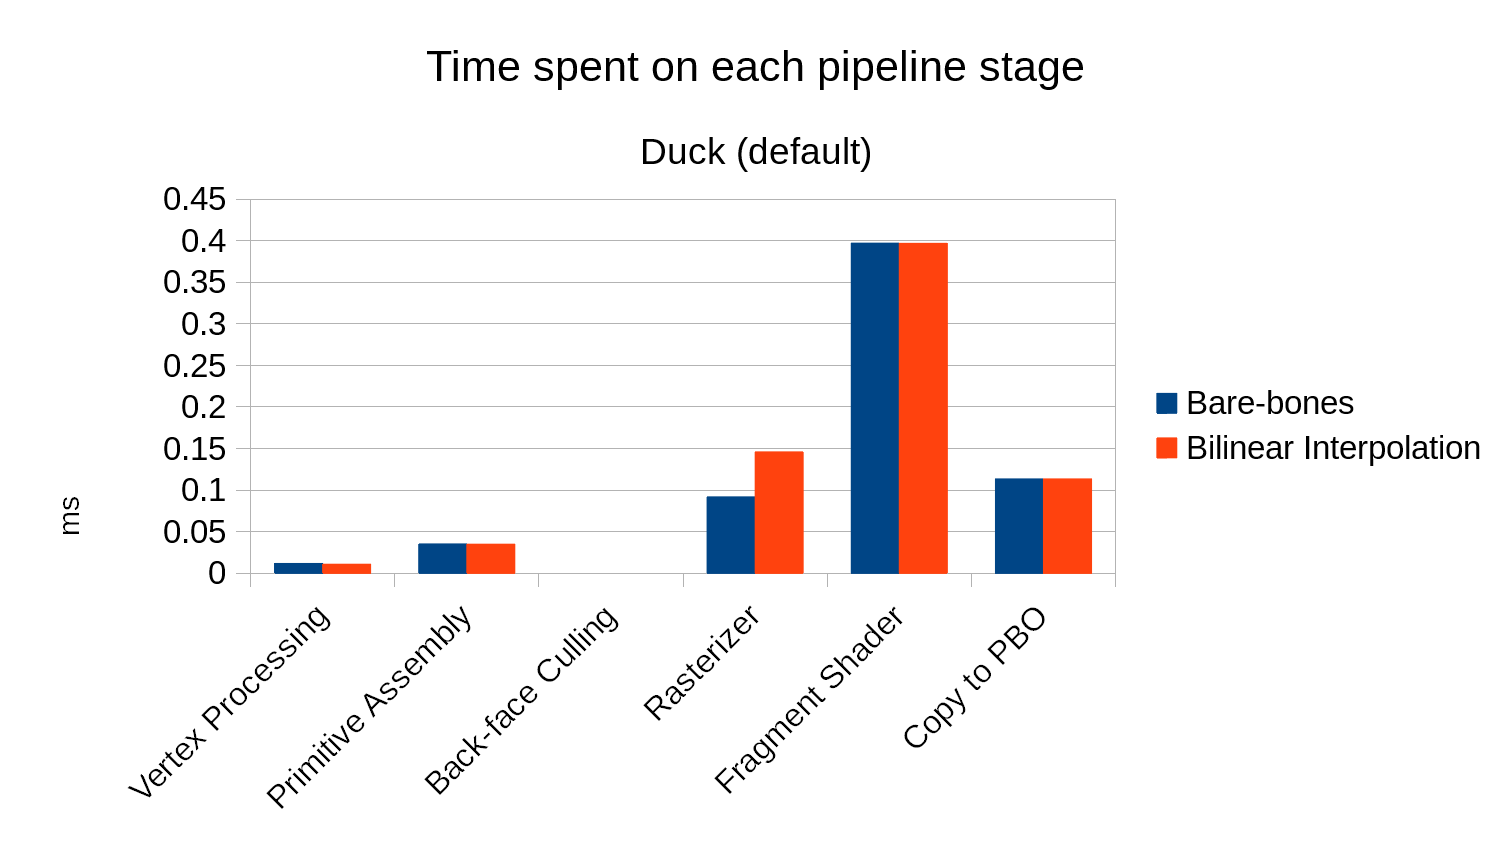 Time spent on each pipeline stage
Duck (default)
0.45
0.4
0.35
0.3
0.25
0.2
0.15
0.1
0.05
0
ms
Vertex Processing
Primitive Assembly
Back-face Culling
Rasterizer
Fragment Shader
Copy to PBO
Bare-bones
Bilinear Interpolation